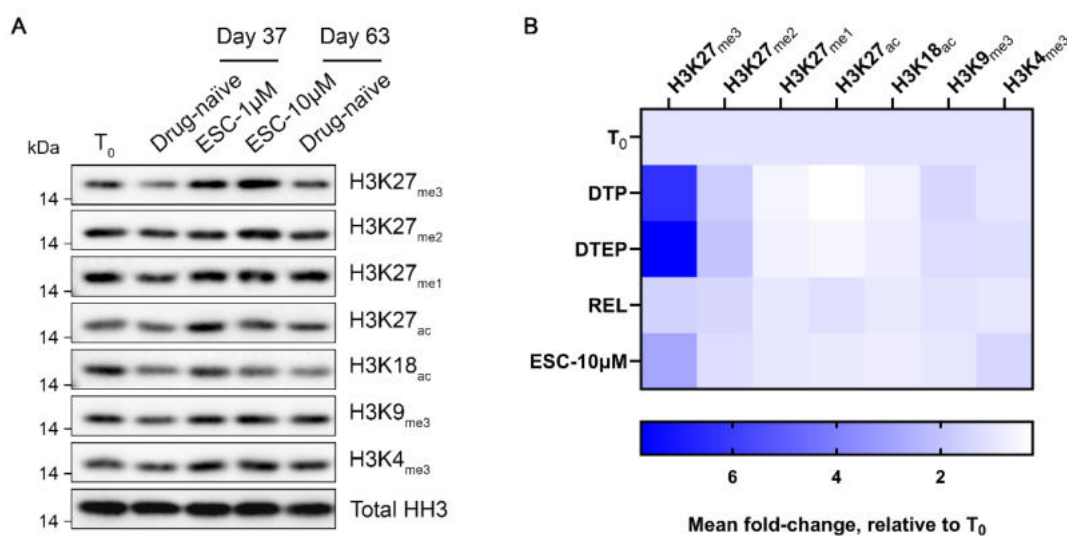 A
Day 37 Day 63
T0 Drug-naïve ESC-1μM ESC-10μM Drug-naïve
kDa
14 H3K27me3
14 H3K27me2
14 H3K27me1
14 H3K27ac
14 H3K18ac
14 H3K9me3
14 H3K4me3
14 Total HH3
B
H3K27me3 H3K27me2 H3K27me1 H3K27ac H3K18ac H3K9me3 H3K4me3
T0
DTP
DTEP
REL
ESC-10μM
6 4 2
Mean fold-change, relative to T0